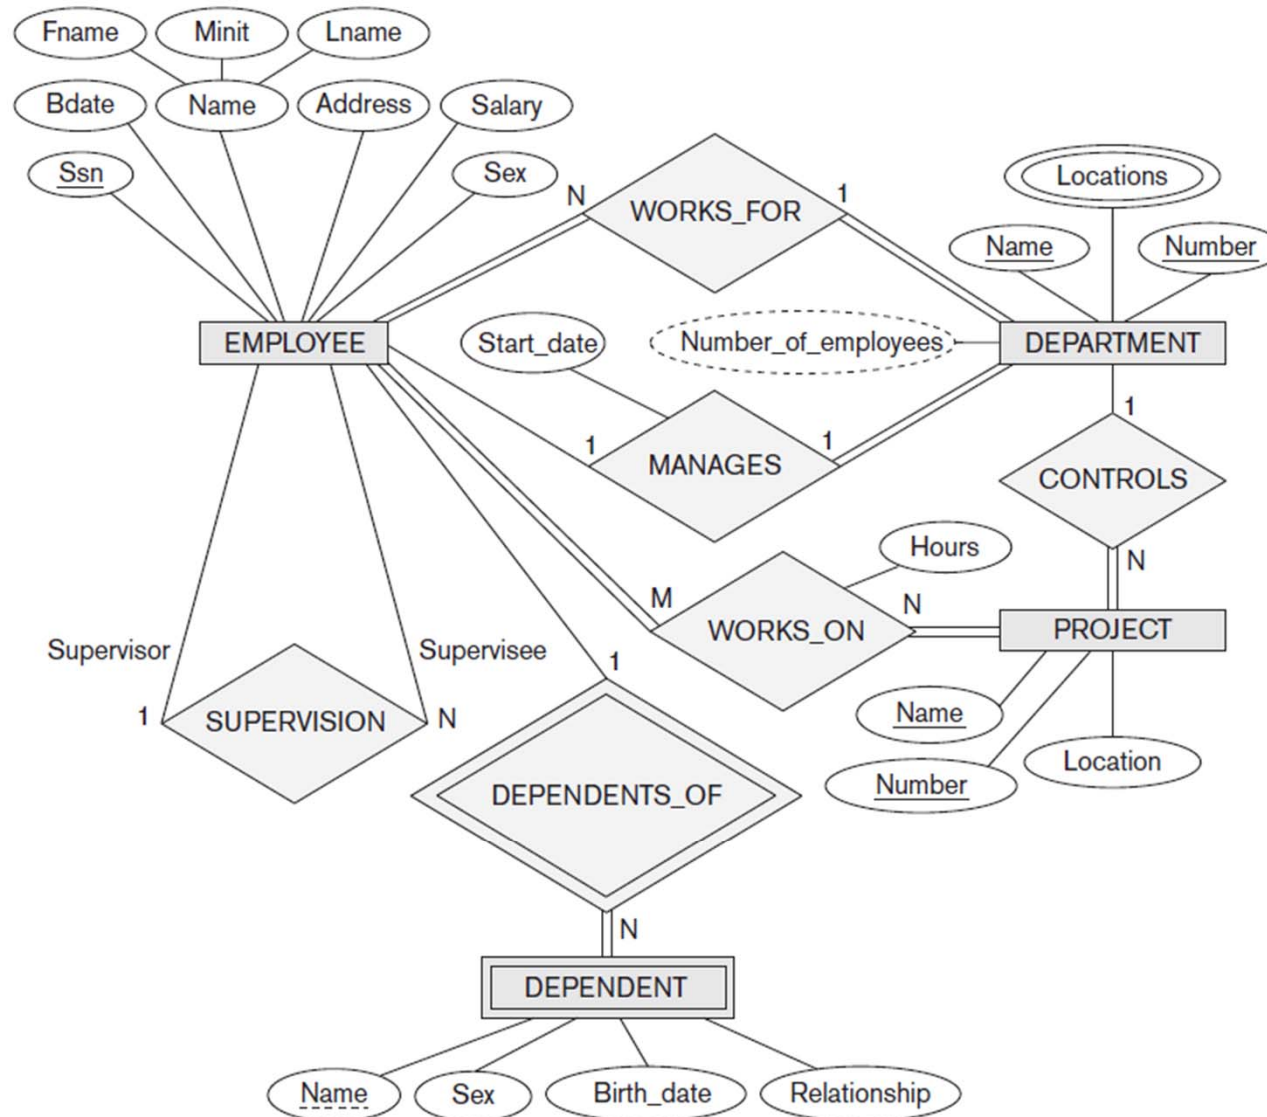 Fname
Minit
Lname
Bdate
Name
Address
Salary
Ssn
Sex
N
WORKS_FOR
1
Locations
Name
Number
EMPLOYEE
Start_date
Number_of_employees
DEPARTMENT
1
MANAGES
1
1
CONTROLS
N
Hours
M
WORKS_ON
N
PROJECT
Supervisor
Supervisee
1
SUPERVISION
N
1
Name
Number
Location
DEPENDENTS_OF
N
DEPENDENT
Name
Sex
Birth_date
Relationship